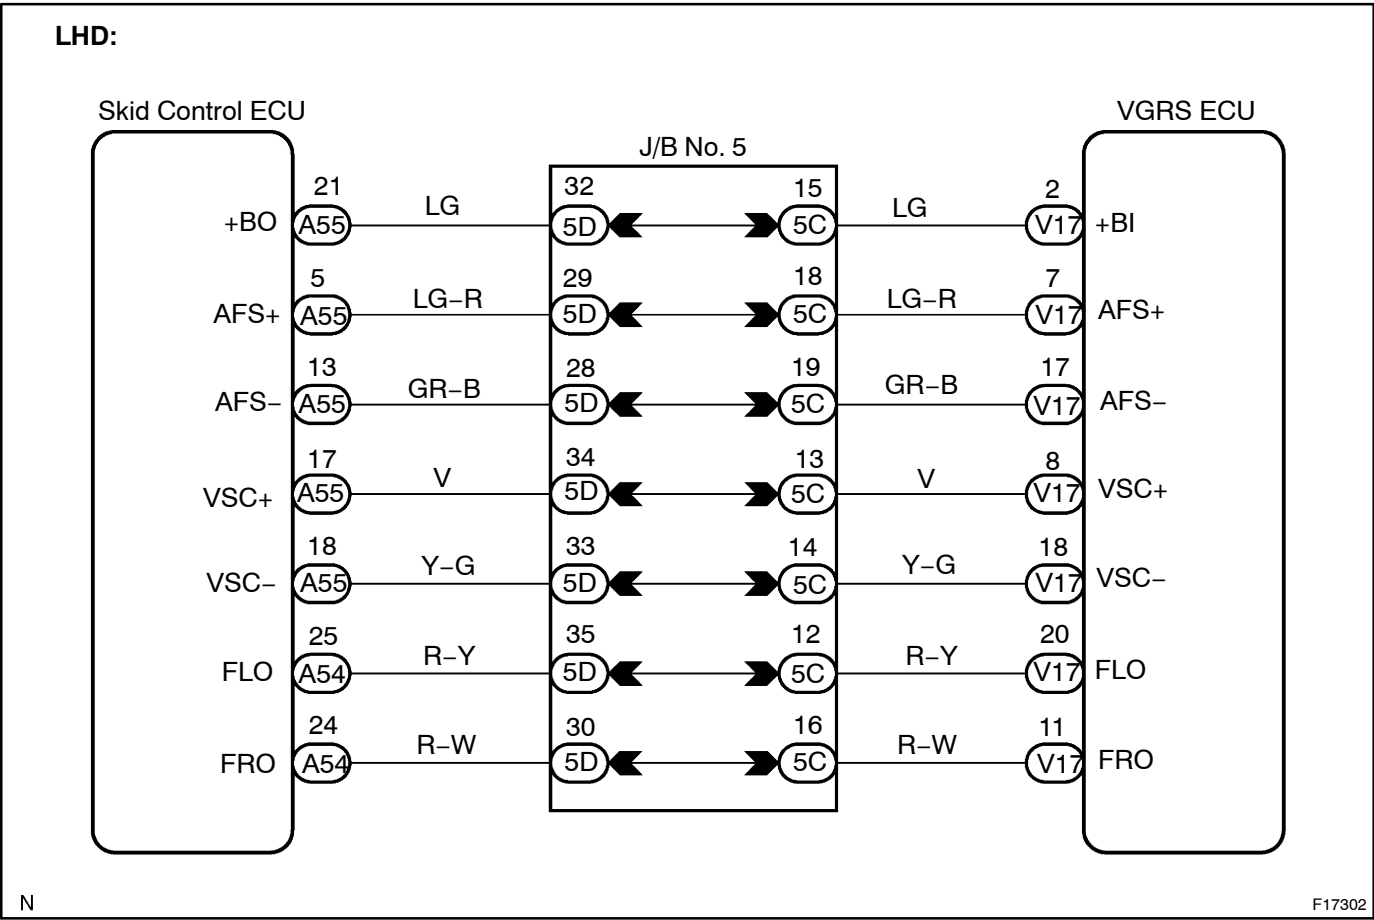 LHD:
Skid Control ECU
VGRS ECU
J/B No. 5
21 32 15 2
LG LG
+BO A55 5D 5C V17 +BI
5 29 18 7
LG–R LG–R
AFS+ A55 5D 5C V17 AFS+
13 28 19 17
GR–B GR–B
AFS– A55 5D 5C V17 AFS–
17 34 13 8
V V
VSC+ A55 5D 5C V17 VSC+
18 33 14 18
Y–G Y–G
VSC– A55 5D 5C V17 VSC–
25 35 12 20
R–Y R–Y
FLO A54 5D 5C V17 FLO
24 30 16 11
R–W R–W
FRO A54 5D 5C V17 FRO
N
F17302